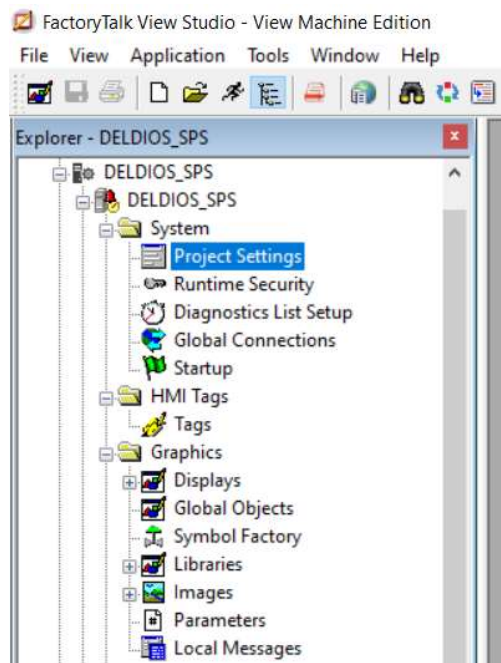 FactoryTalk View Studio - View Machine Edition
File View Application Tools Window Help
Explorer - DELDIOS_SPS
DELDIOS_SPS
DELDIOS_SPS
System
Project Settings
Runtime Security
Diagnostics List Setup
Global Connections
Startup
HMI Tags
Tags
Graphics
Displays
Global Objects
Symbol Factory
Libraries
Images
Parameters
Local Messages